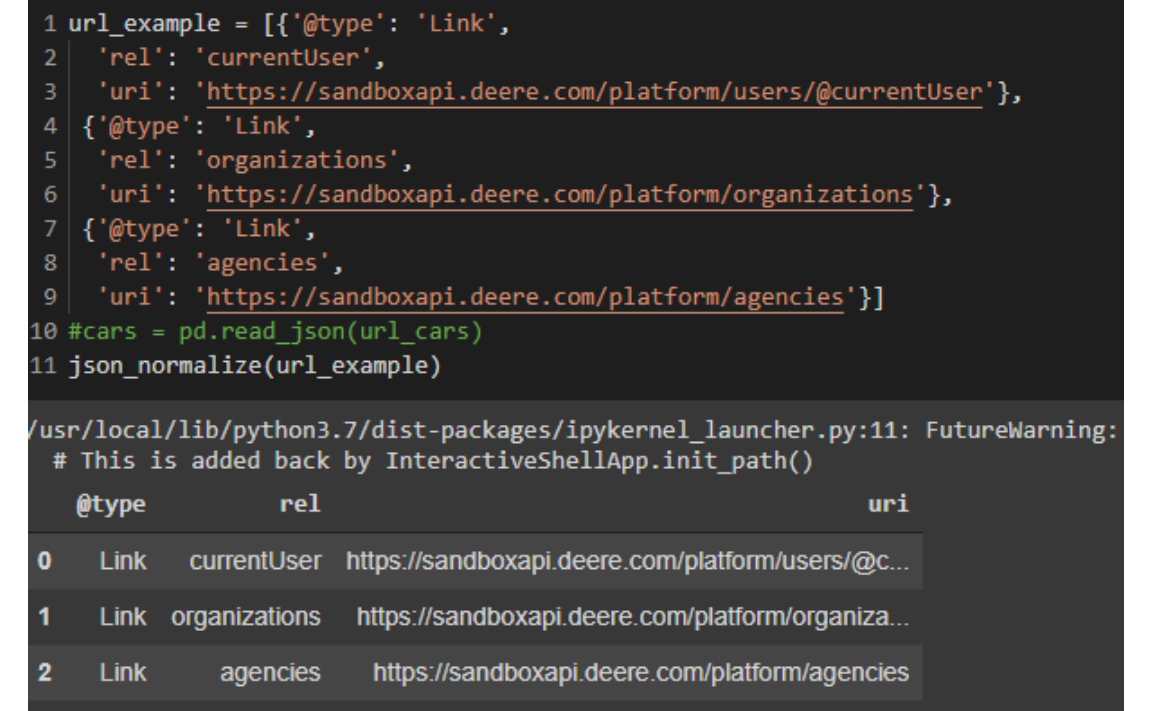 1 url_example = [{'@type': 'Link',
2 'rel': 'currentUser',
3 'uri': 'https://sandboxapi.deere.com/platform/users/@currentUser'},
4 {'@type': 'Link',
5 'rel': 'organizations',
6 'uri': 'https://sandboxapi.deere.com/platform/organizations'},
7 {'@type': 'Link',
8 'rel': 'agencies',
9 'uri': 'https://sandboxapi.deere.com/platform/agencies'}]
10 #cars = pd.read_json(url_cars)
11 json_normalize(url_example)
/usr/local/lib/python3.7/dist-packages/ipykernel_launcher.py:11: FutureWarning:
# This is added back by InteractiveShellApp.init_path()
@type rel uri
0 Link currentUser https://sandboxapi.deere.com/platform/users/@c...
1 Link organizations https://sandboxapi.deere.com/platform/organiza...
2 Link agencies https://sandboxapi.deere.com/platform/agencies